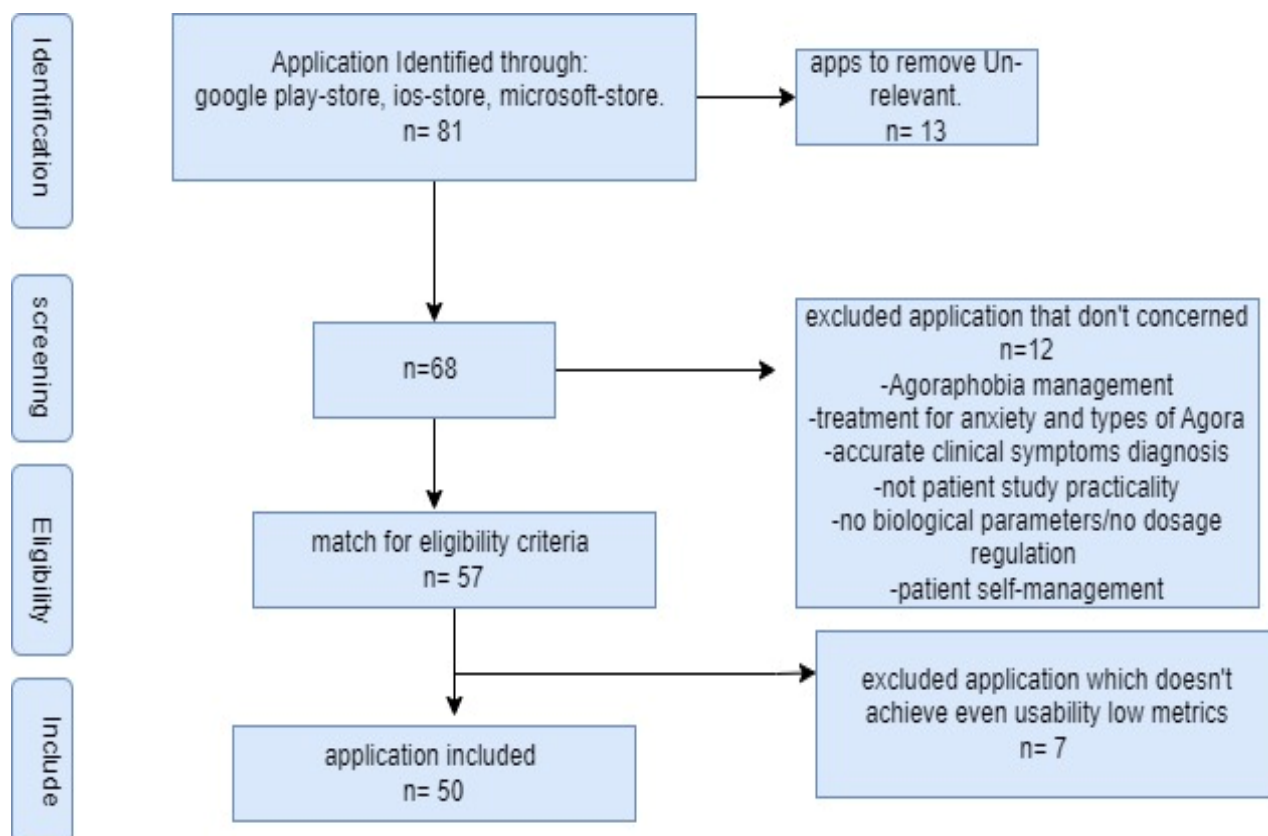 Identification
Application Identified through:
google play-store, ios-store, microsoft-store.
n= 81
apps to remove Un-
relevant.
n= 13
screening
n=68
excluded application that don't concerned
n=12
-Agoraphobia management
-treatment for anxiety and types of Agora
-accurate clinical symptoms diagnosis
-not patient study practicality
-no biological parameters/no dosage
regulation
-patient self-management
Eligibility
match for eligibility criteria
n= 57
excluded application which doesn't
achieve even usability low metrics
n= 7
Include
application included
n= 50